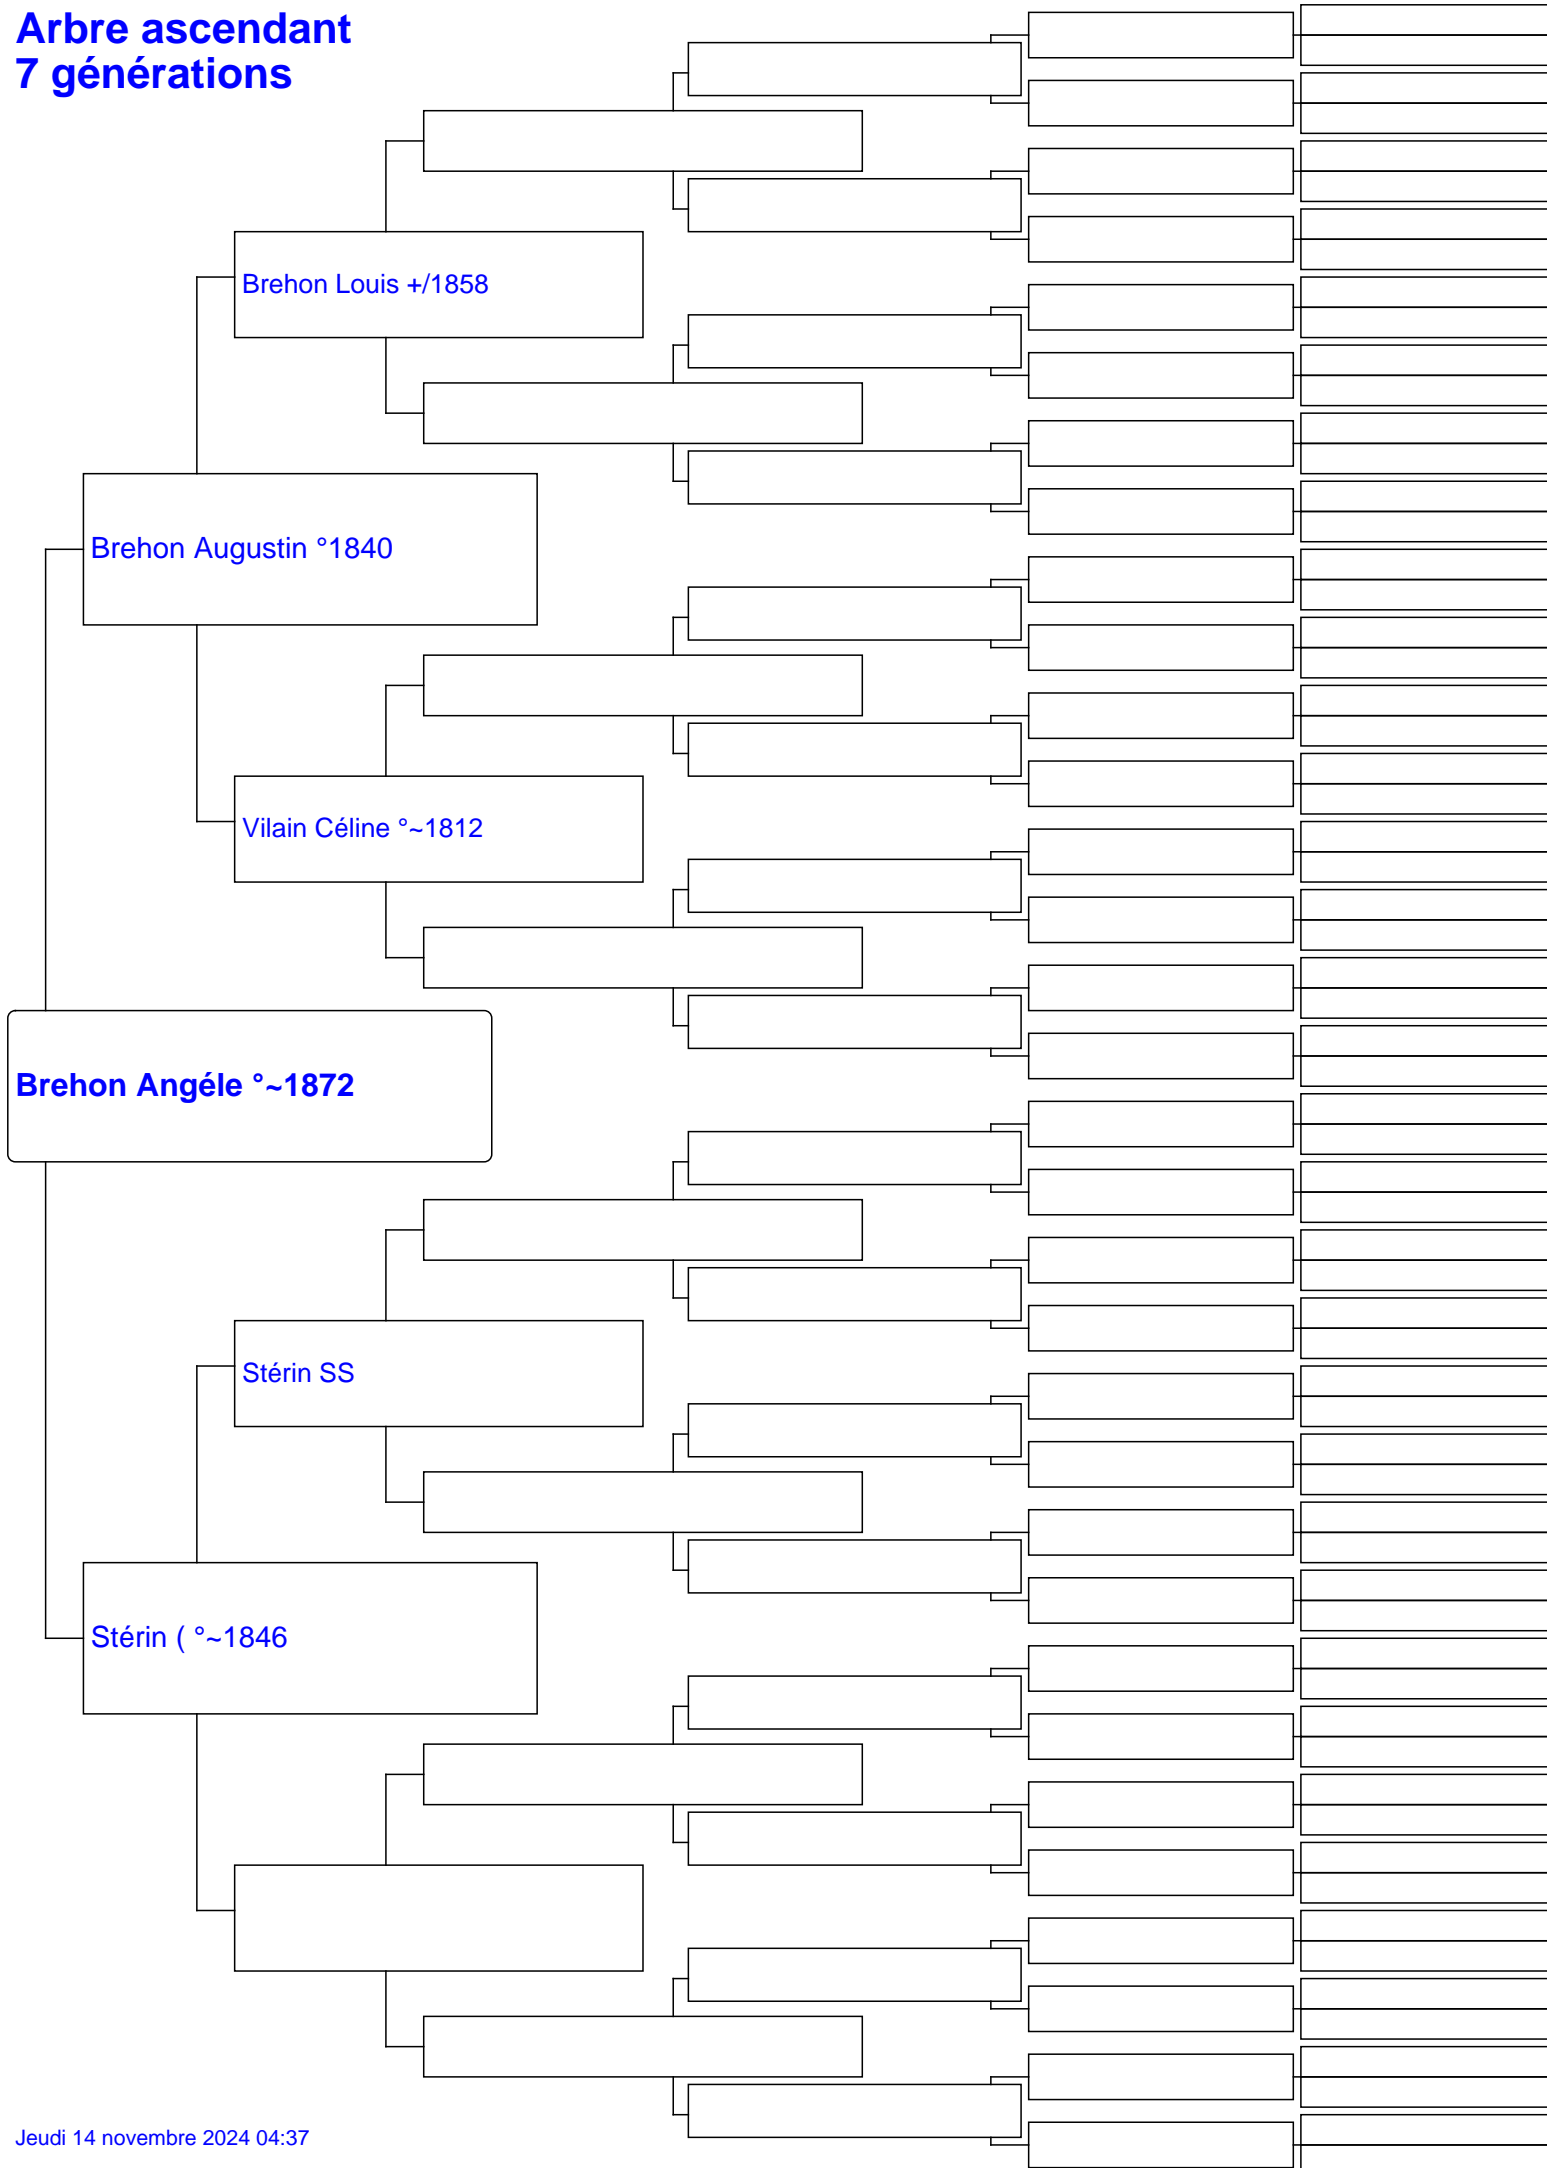 Arbre ascendant
7 générations
Brehon Louis +/1858
Brehon Augustin °1840
Vilain Céline °~1812
Brehon Angéle °~1872
Stérin SS
Stérin ( °~1846
Jeudi 14 novembre 2024 04:37